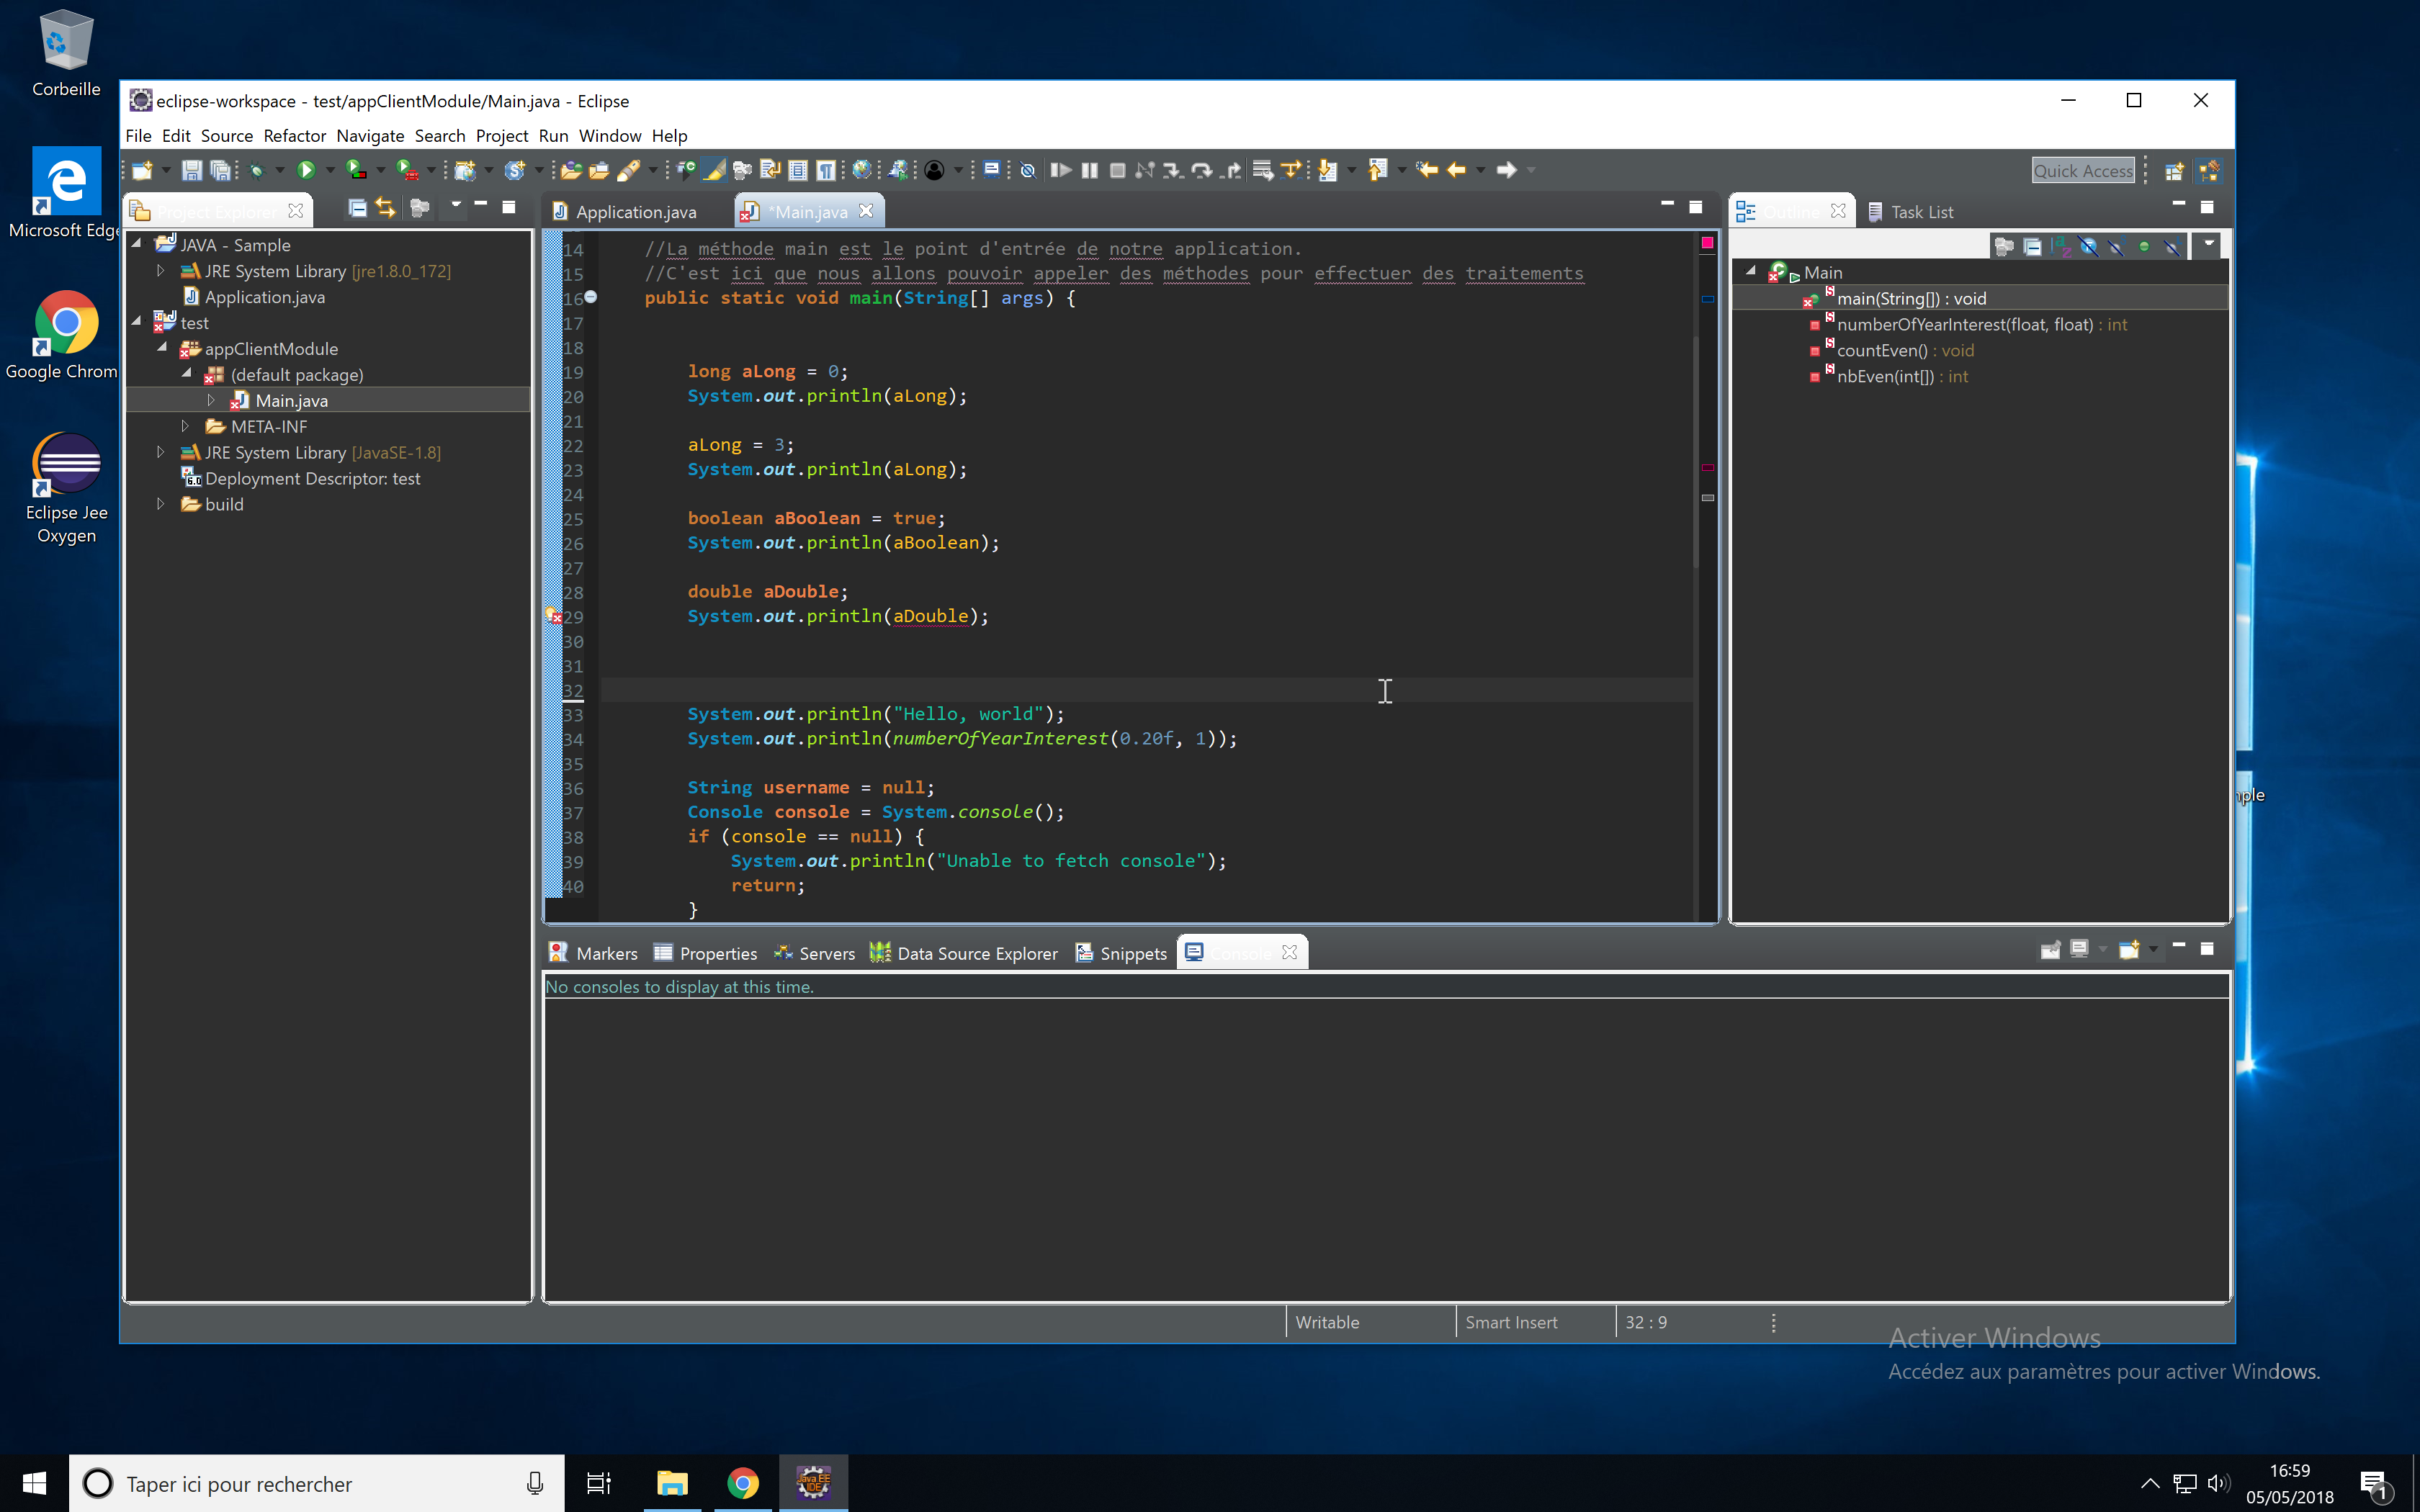 Corbeille
Microsoft Edge
Google Chrom
Eclipse Jee
Oxygen
eclipse-workspace - test/appClientModule/Main.java - Eclipse
File Edit Source Refactor Navigate Search Project Run Window Help
Quick Access
Project Explorer
JAVA - Sample
JRE System Library [jre1.8.0_172]
Application.java
test
appClientModule
(default package)
Main.java
META-INF
JRE System Library [JavaSE-1.8]
Deployment Descriptor: test
build
Application.java
*Main.java
14 //La méthode main est le point d'entrée de notre application.
15 //C'est ici que nous allons pouvoir appeler des méthodes pour effectuer des traitements
16 public static void main(String[] args) {
17
18
19 long aLong = 0;
20 System.out.println(aLong);
21
22 aLong = 3;
23 System.out.println(aLong);
24
25 boolean aBoolean = true;
26 System.out.println(aBoolean);
27
28 double aDouble;
29 System.out.println(aDouble);
30
31
32
33 System.out.println("Hello, world");
34 System.out.println(numberOfYearInterest(0.20f, 1));
35
36 String username = null;
37 Console console = System.console();
38 if (console == null) {
39 System.out.println("Unable to fetch console");
40 return;
}
Outline
Task List
Main
main(String[]) : void
numberOfYearInterest(float, float) : int
countEven() : void
nbEven(int[]) : int
Markers
Properties
Servers
Data Source Explorer
Snippets
Console
No consoles to display at this time.
Writable
Smart Insert
32 : 9
Activer Windows
Accédez aux paramètres pour activer Windows.
Taper ici pour rechercher
Java EE
IDE
16:59
05/05/2018
1